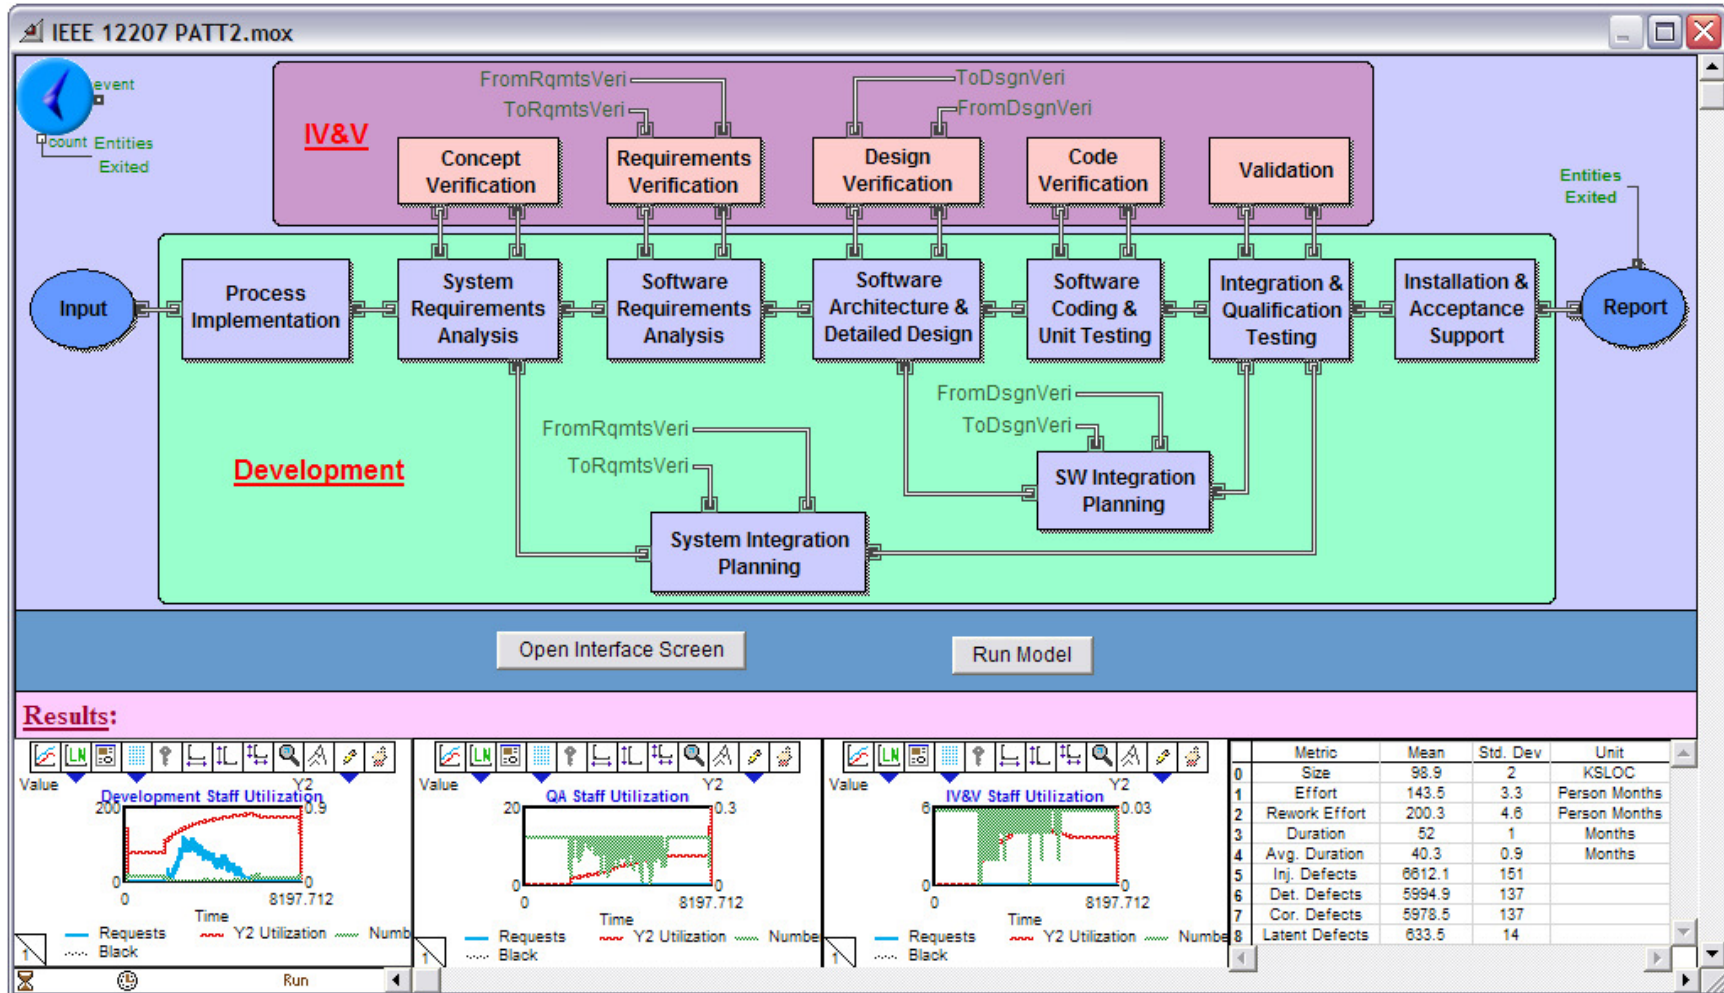 IEEE 12207 PATT2.mox
event
count Entities
Exited
IV&V
FromRqmtsVeri
ToRqmtsVeri
ToDsgnVeri
FromDsgnVeri
Concept
Verification
Requirements
Verification
Design
Verification
Code
Verification
Validation
Entities
Exited
Input
Process
Implementation
System
Requirements
Analysis
Software
Requirements
Analysis
Software
Architecture &
Detailed Design
Software
Coding &
Unit Testing
Integration &
Qualification
Testing
Installation &
Acceptance
Support
Report
FromDsgnVeri
ToDsgnVeri
FromRqmtsVeri
ToRqmtsVeri
Development
SW Integration
Planning
System Integration
Planning
Open Interface Screen
Run Model
Results:
LN
Value
Y2
Development Staff Utilization
200
0.9
0
0
0
8197.712
Time
Requests
Y2 Utilization
Numb
Black
1
LN
Value
Y2
QA Staff Utilization
20
0.3
0
0
0
8197.712
Time
Requests
Y2 Utilization
Numbe
Black
1
LN
Value
Y2
IV&V Staff Utilization
6
0.03
0
0
0
8197.712
Time
Requests
Y2 Utilization
Numbe
Black
1
Metric Mean Std. Dev Unit
0 Size 98.9 2 KSLOC
1 Effort 143.5 3.3 Person Months
2 Rework Effort 200.3 4.6 Person Months
3 Duration 52 1 Months
4 Avg. Duration 40.3 0.9 Months
5 Inj. Defects 6612.1 151
6 Det. Defects 5994.9 137
7 Cor. Defects 5978.5 137
8 Latent Defects 633.5 14
Run